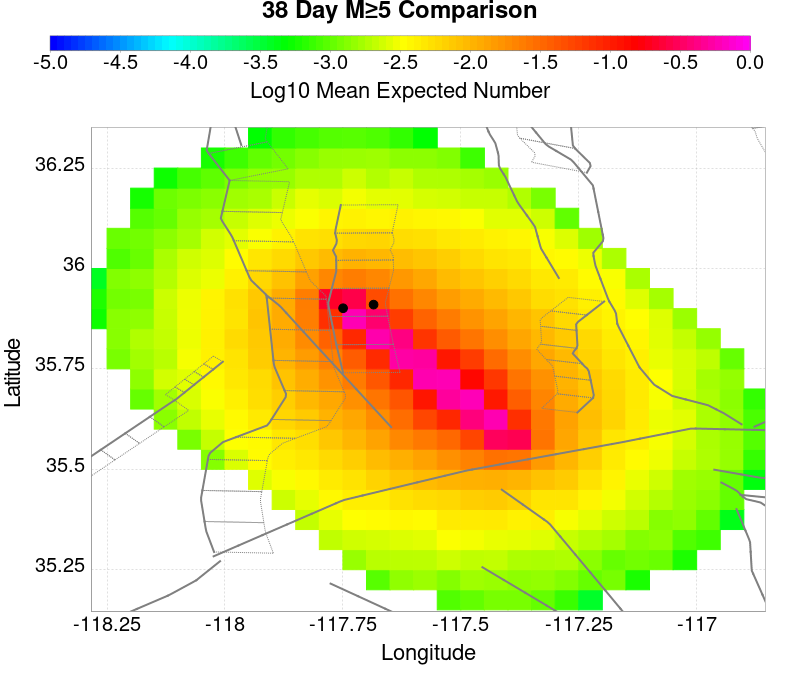 38 Day M≥5 Comparison
-5.0 -4.5 -4.0 -3.5 -3.0 -2.5 -2.0 -1.5 -1.0 -0.5 0.0
Log10 Mean Expected Number
36.25
36
35.75
35.5
35.25
Latitude
-118.25 -118 -117.75 -117.5 -117.25 -117
Longitude